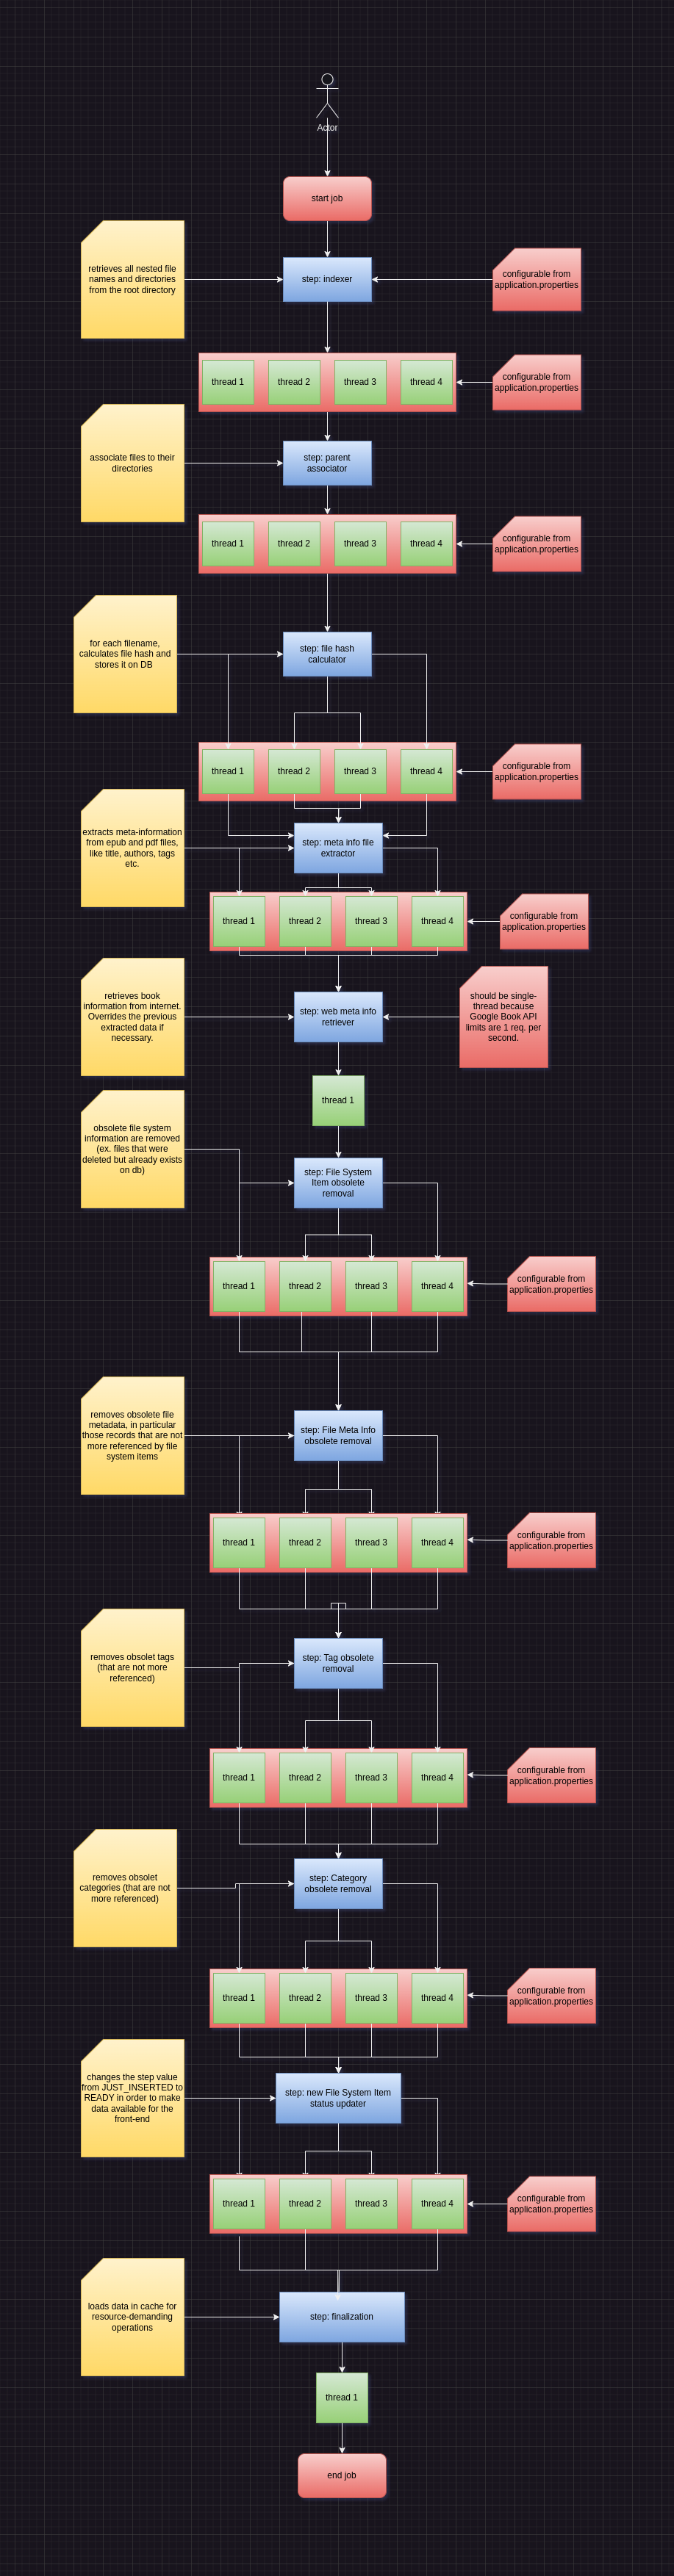 Actor
start job
retrieves all nested file
names and directories
from the root directory
step: indexer
configurable from
application.properties
thread 1
thread 2
thread 3
thread 4
configurable from
application.properties
associate files to their
directories
step: parent
associator
thread 1
thread 2
thread 3
thread 4
configurable from
application.properties
for each filename,
calculates file hash and
stores it on DB
step: file hash
calculator
thread 1
thread 2
thread 3
thread 4
configurable from
application.properties
extracts meta-information
from epub and pdf files,
like title, authors, tags
etc.
step: meta info file
extractor
thread 1
thread 2
thread 3
thread 4
configurable from
application.properties
retrieves book
information from internet.
Overrides the previous
extracted data if
necessary.
step: web meta info
retriever
should be single-
thread because
Google Book API
limits are 1 req. per
second.
thread 1
obsolete file system
information are removed
(ex. files that were
deleted but already exists
on db)
step: File System
Item obsolete
removal
thread 1
thread 2
thread 3
thread 4
configurable from
application.properties
removes obsolete file
metadata, in particular
those records that are not
more referenced by file
system items
step: File Meta Info
obsolete removal
thread 1
thread 2
thread 3
thread 4
configurable from
application.properties
removes obsolet tags
(that are not more
referenced)
step: Tag obsolete
removal
thread 1
thread 2
thread 3
thread 4
configurable from
application.properties
removes obsolet
categories (that are not
more referenced)
step: Category
obsolete removal
thread 1
thread 2
thread 3
thread 4
configurable from
application.properties
changes the step value
from JUST_INSERTED to
READY in order to make
data available for the
front-end
step: new File System Item
status updater
thread 1
thread 2
thread 3
thread 4
configurable from
application.properties
loads data in cache for
resource-demanding
operations
step: finalization
thread 1
end job